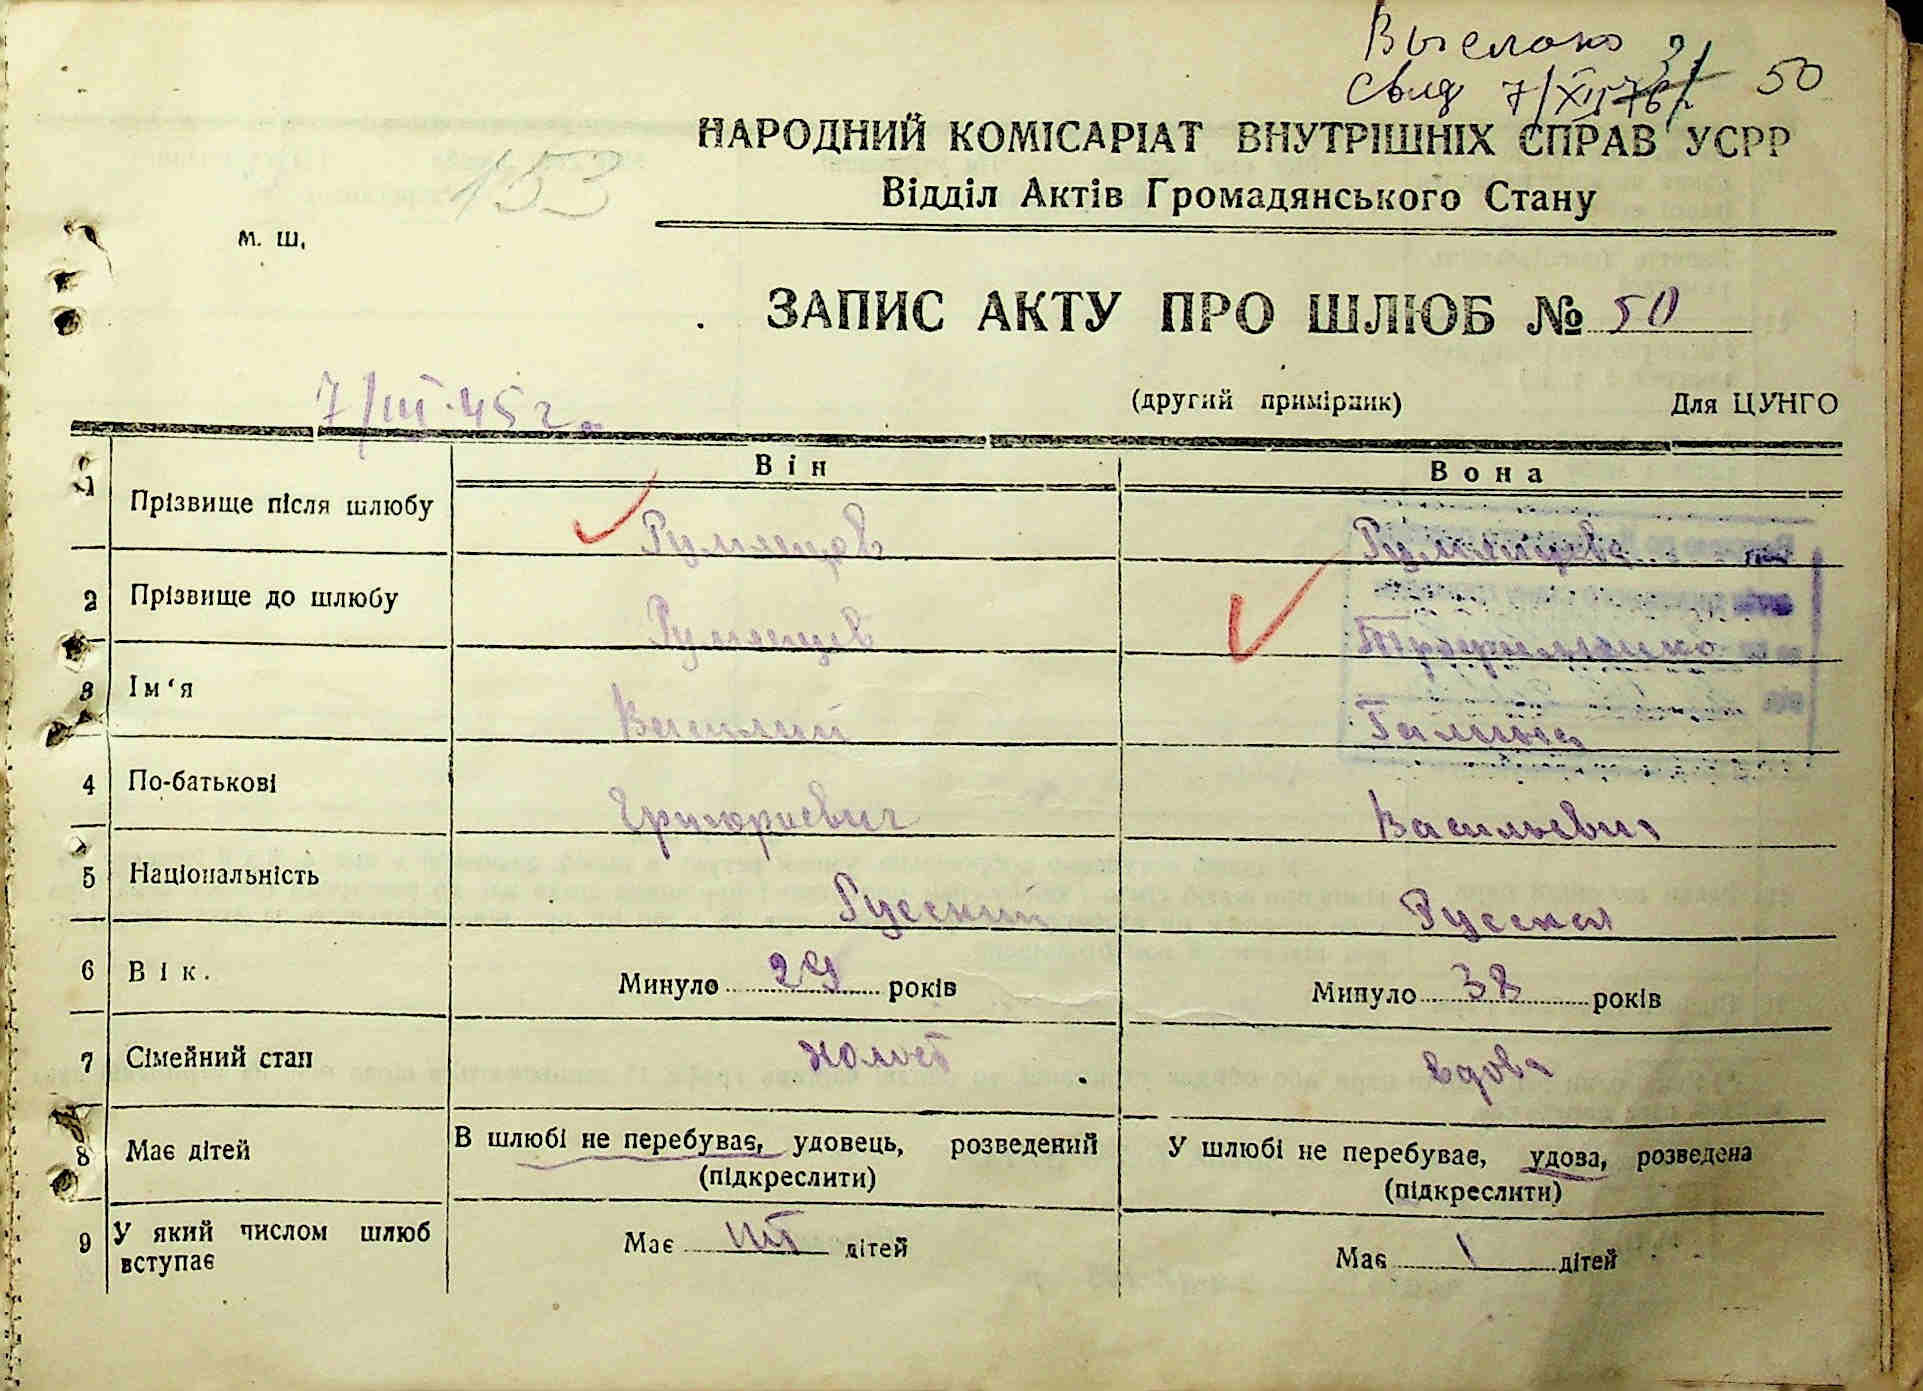 Выслано
свид 7/XII 76 50
НАРОДНИЙ КОМІСАРІАТ ВНУТРІШНІХ СПРАВ УСРР
153
Відділ Актів Громадянського Стану
м. ш.
ЗАПИС АКТУ ПРО ШЛЮБ № 50
7/III-45 г.
(другий примірник) Для ЦУНГО
Він Вона
1 Прізвище після шлюбу Румянцов Румянцова
2 Прізвище до шлюбу Румянцев
3 Ім‘я Василий Галина
4 По-батькові Григориевич Васильевна
5 Національність Русский Русская
6 Вік. Минуло 29 років Минуло 38 років
7 Сімейний стан холост вдова
8 Має дітей В шлюбі не перебуває, удовець, розведений У шлюбі не перебуває, удова, розведена
(підкреслити) (підкреслити)
9 У який числом шлюб вступає Має нет дітей Має 1 дітей